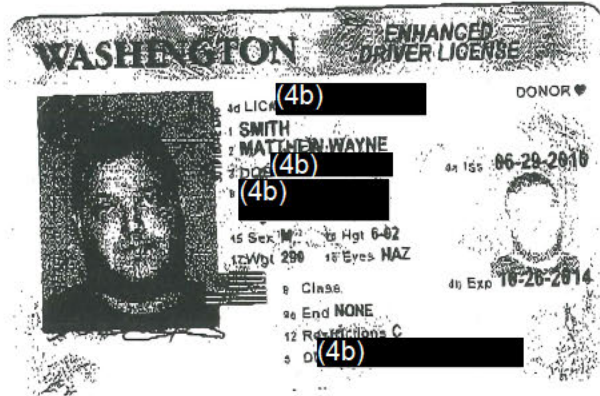 WASHINGTON
ENHANCED
DRIVER LICENSE
DONOR
4d LIC (4b)
1 SMITH
2 MATTHEW WAYNE
3 DOB (4b)
4a Iss 06-29-2010
8 (4b)
15 Sex M 16 Hgt 6-02
17 Wgt 290 18 Eyes HAZ
9 Class
4b Exp 10-26-2014
9a End NONE
12 Restrictions C
5 (4b)